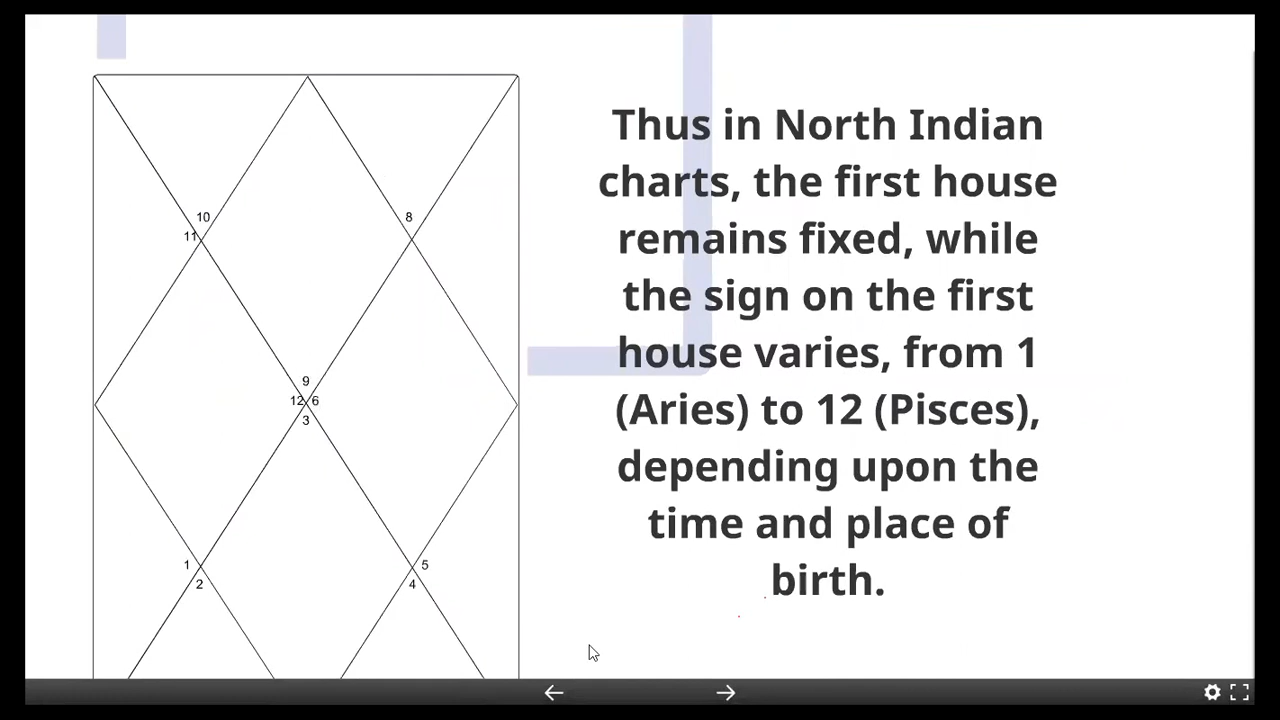 10
11
8
9
12 6
3
1
2
5
4
Thus in North Indian
charts, the first house
remains fixed, while
the sign on the first
house varies, from 1
(Aries) to 12 (Pisces),
depending upon the
time and place of
birth.